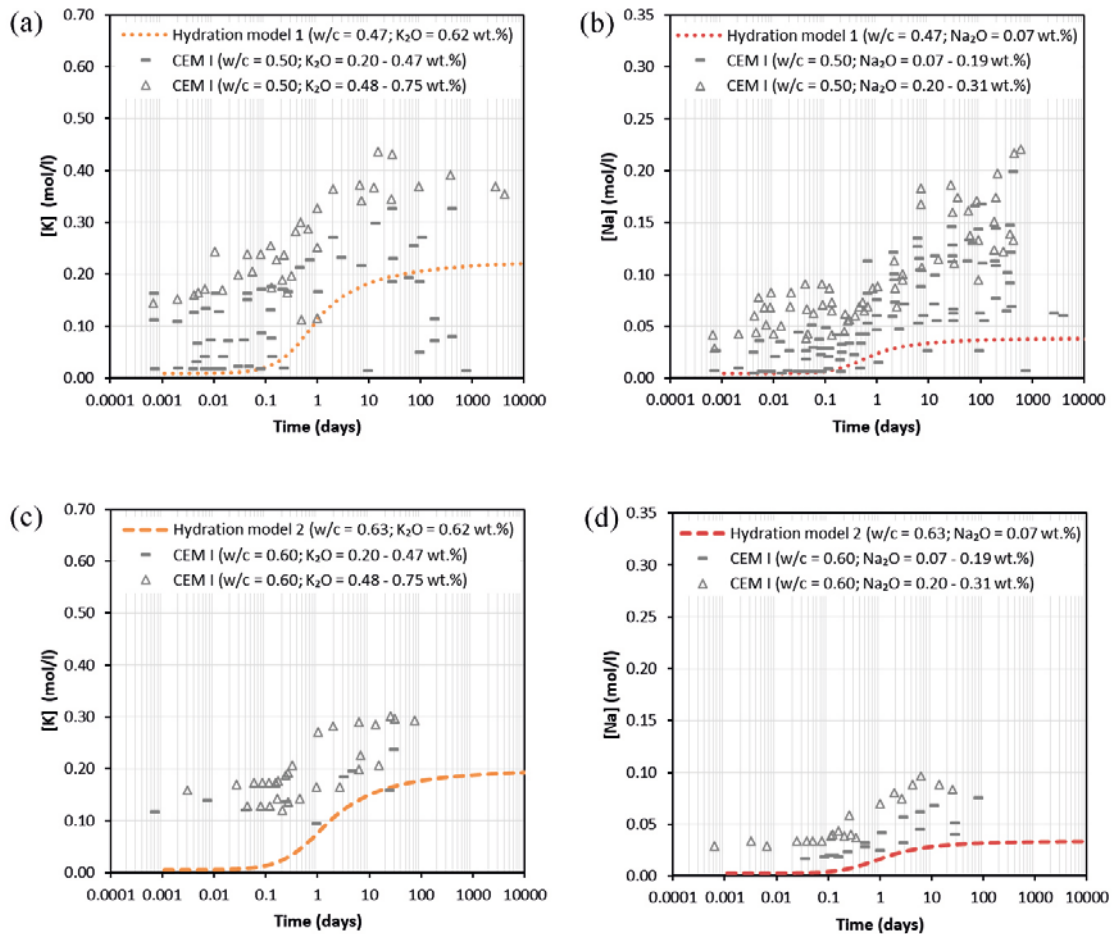 (a)
0.70
0.60
0.50
0.40
0.30
0.20
0.10
0.00
[K] (mol/l)
Hydration model 1 (w/c = 0.47; K₂O = 0.62 wt.%)
CEM I (w/c = 0.50; K₂O = 0.20 - 0.47 wt.%)
CEM I (w/c = 0.50; K₂O = 0.48 - 0.75 wt.%)
0.0001 0.01 0.1 1 10 100 1000 10000
Time (days)
(b)
0.35
0.30
0.25
0.20
0.15
0.10
0.05
0.00
[Na] (mol/l)
Hydration model 1 (w/c = 0.47; Na₂O = 0.07 wt.%)
CEM I (w/c = 0.50; Na₂O = 0.07 - 0.19 wt.%)
CEM I (w/c = 0.50; Na₂O = 0.20 - 0.31 wt.%)
0.0001 0.001 0.01 0.1 1 10 100 1000 10000
Time (days)
(c)
0.70
0.60
0.50
0.40
0.30
0.20
0.10
0.00
[K] (mol/l)
Hydration model 2 (w/c = 0.63; K₂O = 0.62 wt.%)
CEM I (w/c = 0.60; K₂O = 0.20 - 0.47 wt.%)
CEM I (w/c = 0.60; K₂O = 0.48 - 0.75 wt.%)
0.0001 0.001 0.01 0.1 1 10 100 1000 10000
Time (days)
(d)
0.35
0.30
0.25
0.20
0.15
0.10
0.05
0.00
[Na] (mol/l)
Hydration model 2 (w/c = 0.63; Na₂O = 0.07 wt.%)
CEM I (w/c = 0.60; Na₂O = 0.07 - 0.19 wt.%)
CEM I (w/c = 0.60; Na₂O = 0.20 - 0.31 wt.%)
0.0001 0.001 0.01 0.1 1 10 100 1000 10000
Time (days)